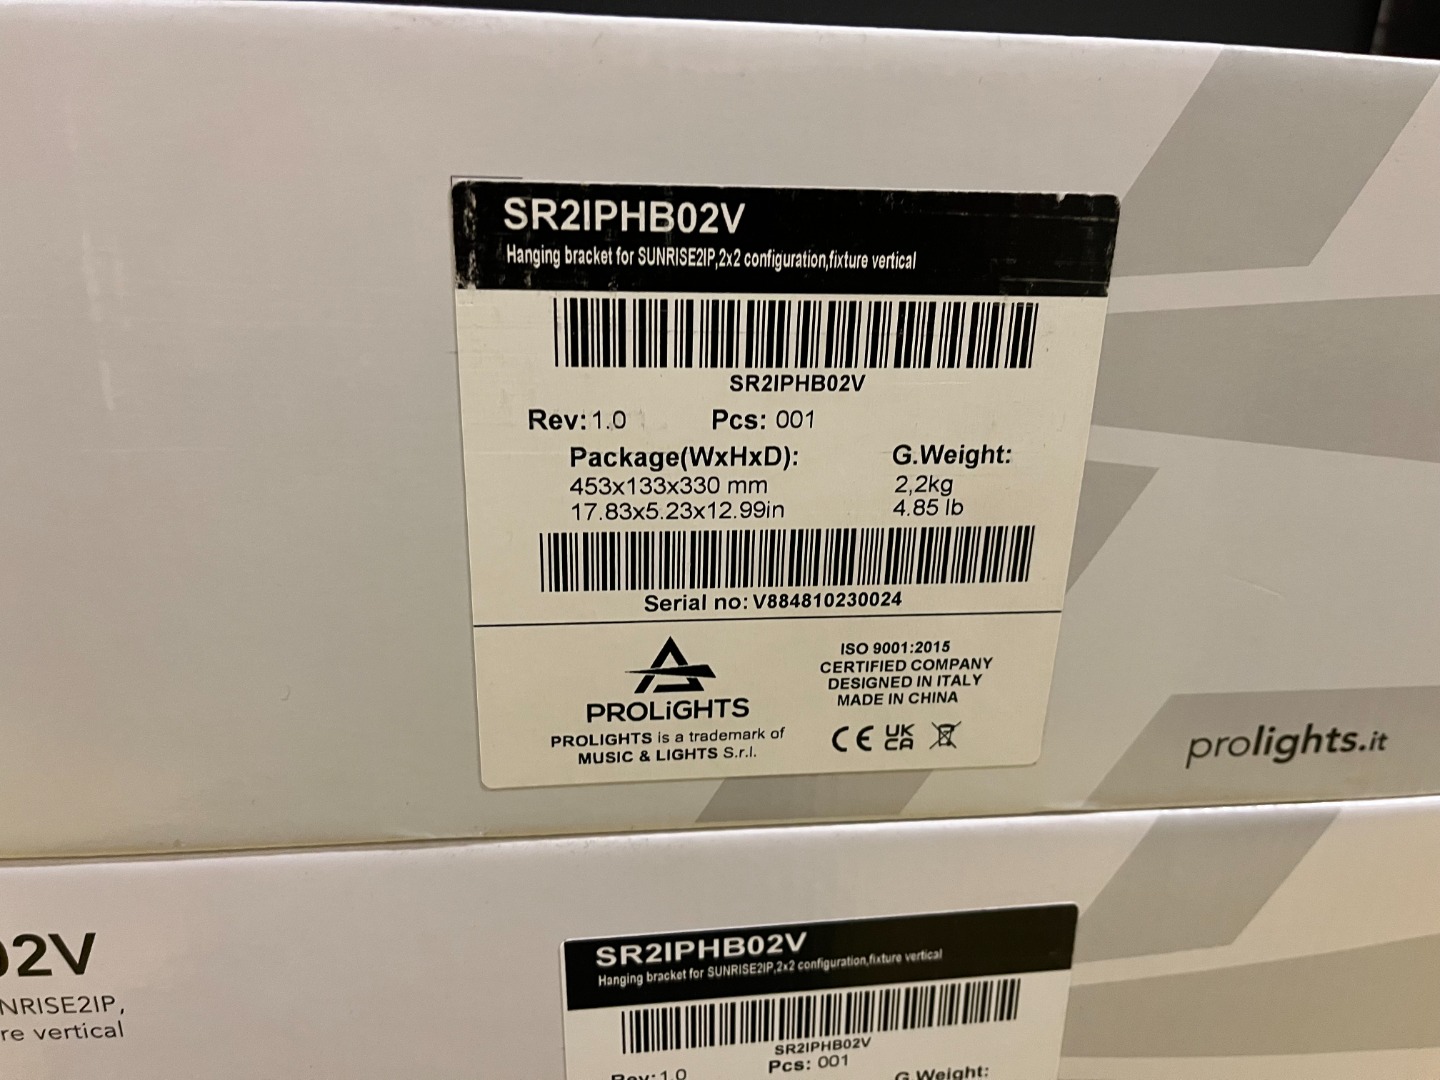 SR2IPHB02V
Hanging bracket for SUNRISE2IP,2x2 configuration,fixture vertical
SR2IPHB02V
Rev: 1.0 Pcs: 001
Package(WxHxD): G.Weight:
453x133x330 mm 2,2kg
17.83x5.23x12.99in 4.85 lb
Serial no: V884810230024
PROLiGHTS
PROLIGHTS is a trademark of
MUSIC & LIGHTS S.r.l.
ISO 9001:2015
CERTIFIED COMPANY
DESIGNED IN ITALY
MADE IN CHINA
CE UK CA
prolights.it
02V
NRISE2IP,
re vertical
SR2IPHB02V
Hanging bracket for SUNRISE2IP,2x2 configuration,fixture vertical
SR2IPHB02V
Rev: 1.0 Pcs: 001
G.Weight: